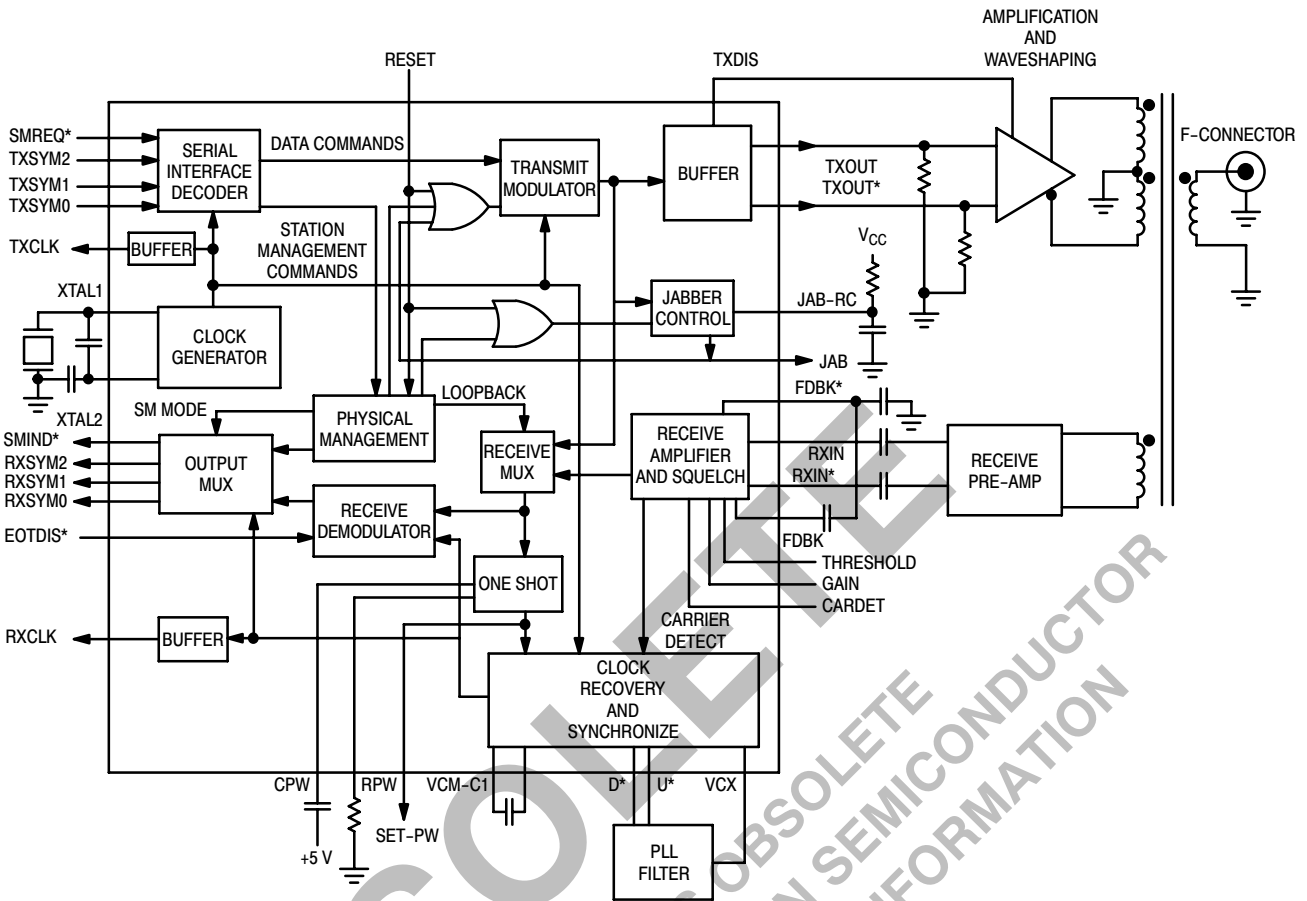 AMPLIFICATION
AND
WAVESHAPING
RESET
TXDIS
F-CONNECTOR
SMREQ*
TXSYM2
TXSYM1
TXSYM0
SERIAL
INTERFACE
DECODER
DATA COMMANDS
TRANSMIT
MODULATOR
BUFFER
TXOUT
TXOUT*
STATION
MANAGEMENT
COMMANDS
TXCLK
BUFFER
VCC
XTAL1
JABBER
CONTROL
JAB-RC
CLOCK
GENERATOR
JAB
FDBK*
XTAL2
SM MODE
PHYSICAL
MANAGEMENT
LOOPBACK
SMIND*
RXSYM2
RXSYM1
RXSYM0
OUTPUT
MUX
RECEIVE
MUX
RECEIVE
AMPLIFIER
AND SQUELCH
RXIN
RXIN*
RECEIVE
PRE-AMP
EOTDIS*
RECEIVE
DEMODULATOR
FDBK
THRESHOLD
GAIN
CARDET
ONE SHOT
CARRIER
DETECT
RXCLK
BUFFER
CLOCK
RECOVERY
AND
SYNCHRONIZE
CPW
RPW
VCM-C1
D*
U*
VCX
SET-PW
+5 V
PLL
FILTER
OLETE
S OBSOLETE
N SEMICONDUCTOR
FORMATION